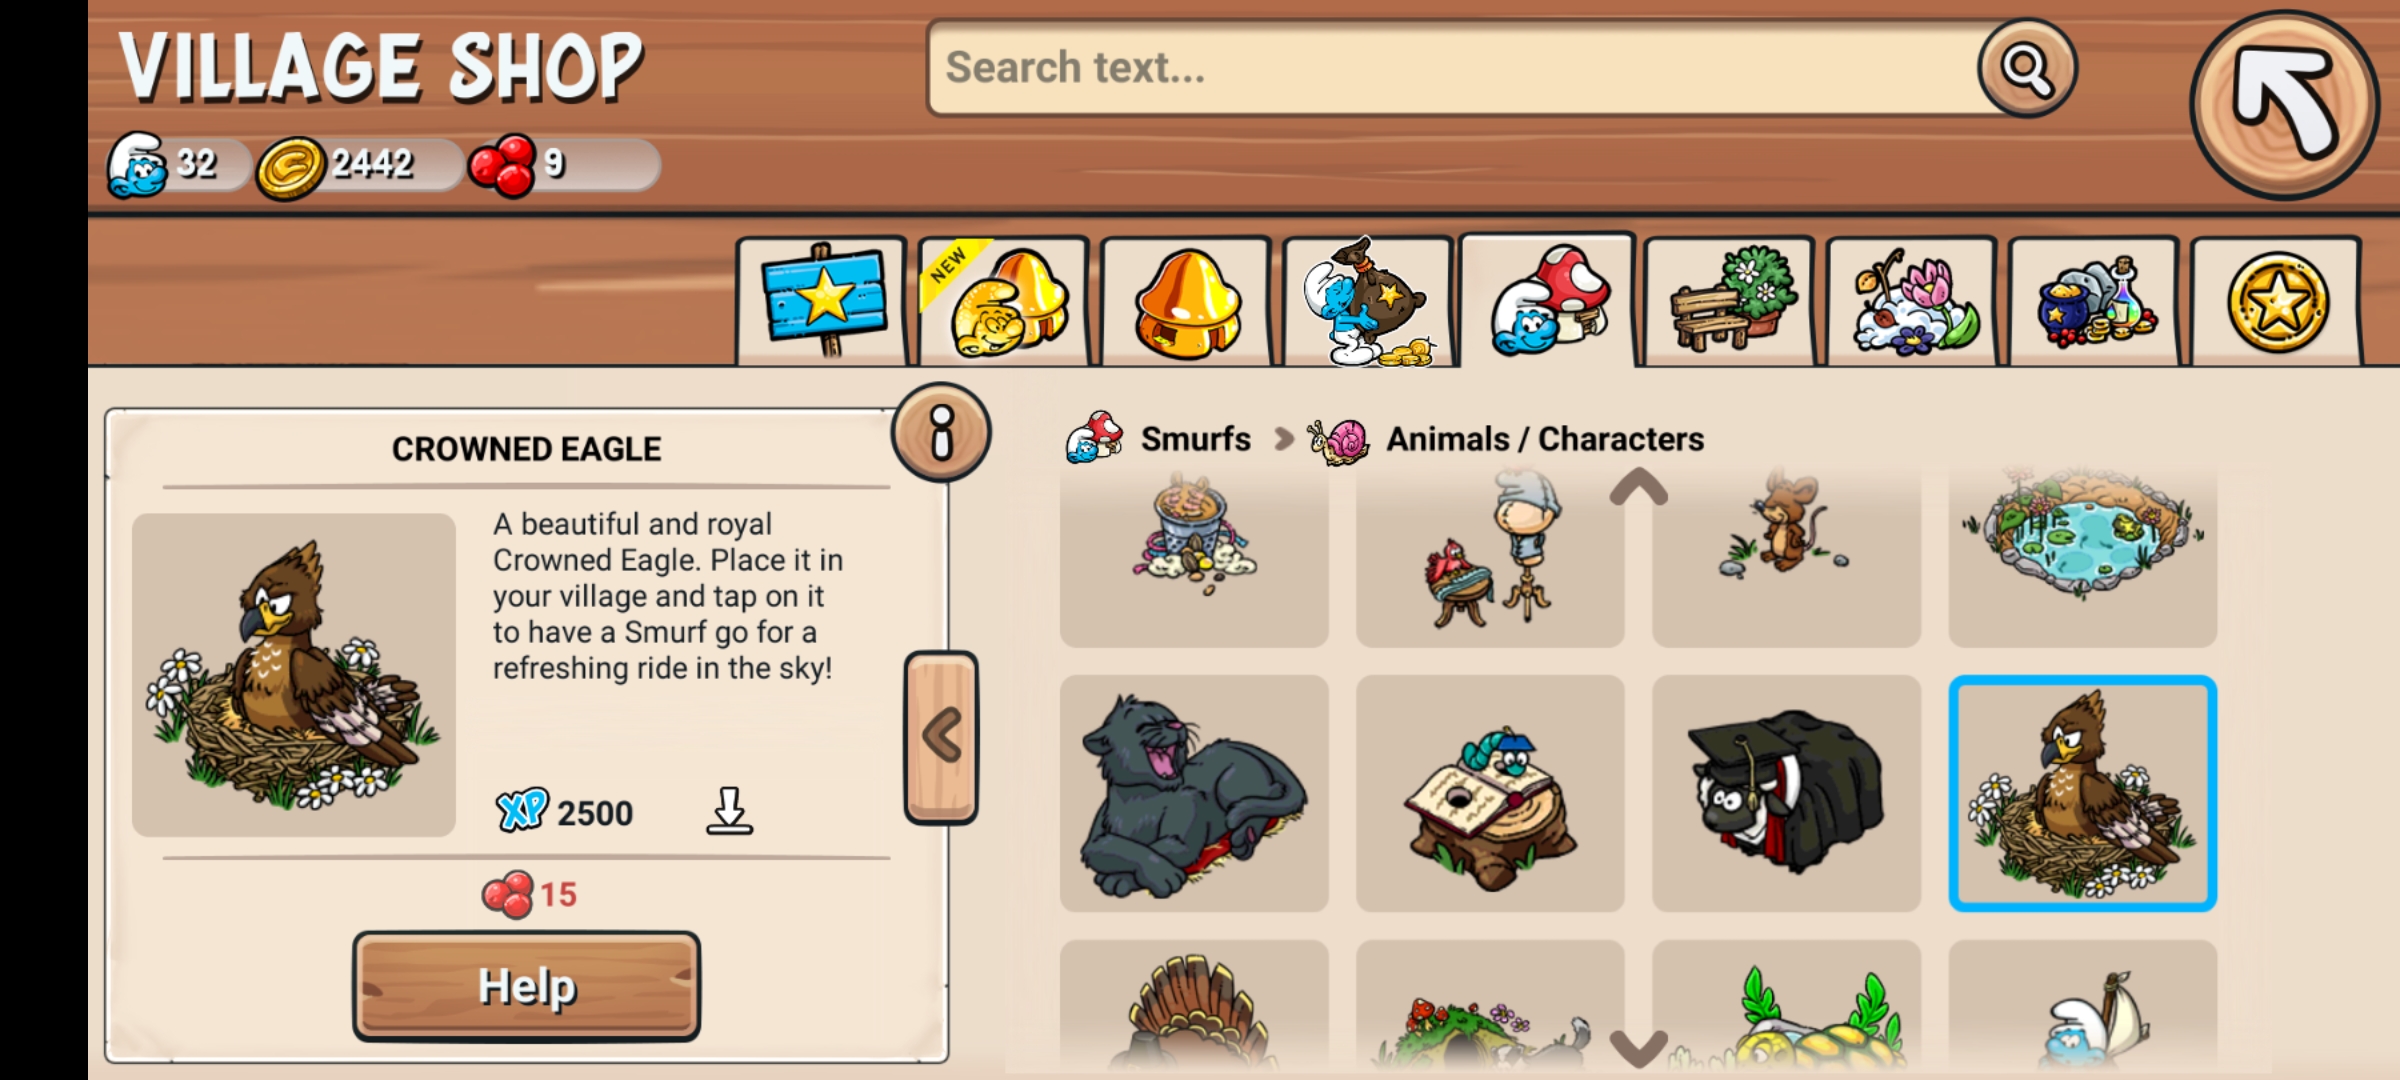 VILLAGE SHOP
Search text...
32
2442
9
NEW
CROWNED EAGLE
A beautiful and royal
Crowned Eagle. Place it in
your village and tap on it
to have a Smurf go for a
refreshing ride in the sky!
XP 2500
15
Help
Smurfs
Animals / Characters